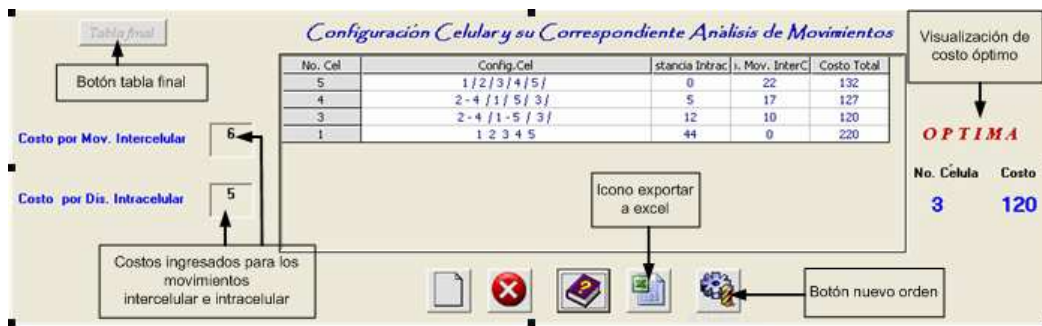 Tabla final
Configuración Celular y su Correspondiente Análisis de Movimientos
Visualización de
costo óptimo
Botón tabla final
No. Cel Config.Cel stancia Intrac ı. Mov. InterC Costo Total
5 1/ 2/ 3/ 4/ 5/ 0 22 132
4 2-4 /1/ 5/ 3/ 5 17 127
3 2-4 /1-5 / 3/ 12 10 120
1 1 2 3 4 5 44 0 220
Costo por Mov. Intercelular 6
OPTIMA
No. Célula Costo
3 120
Costo por Dis. Intracelular 5
Icono exportar
a excel
Costos ingresados para los
movimientos
intercelular e intracelular
Botón nuevo orden